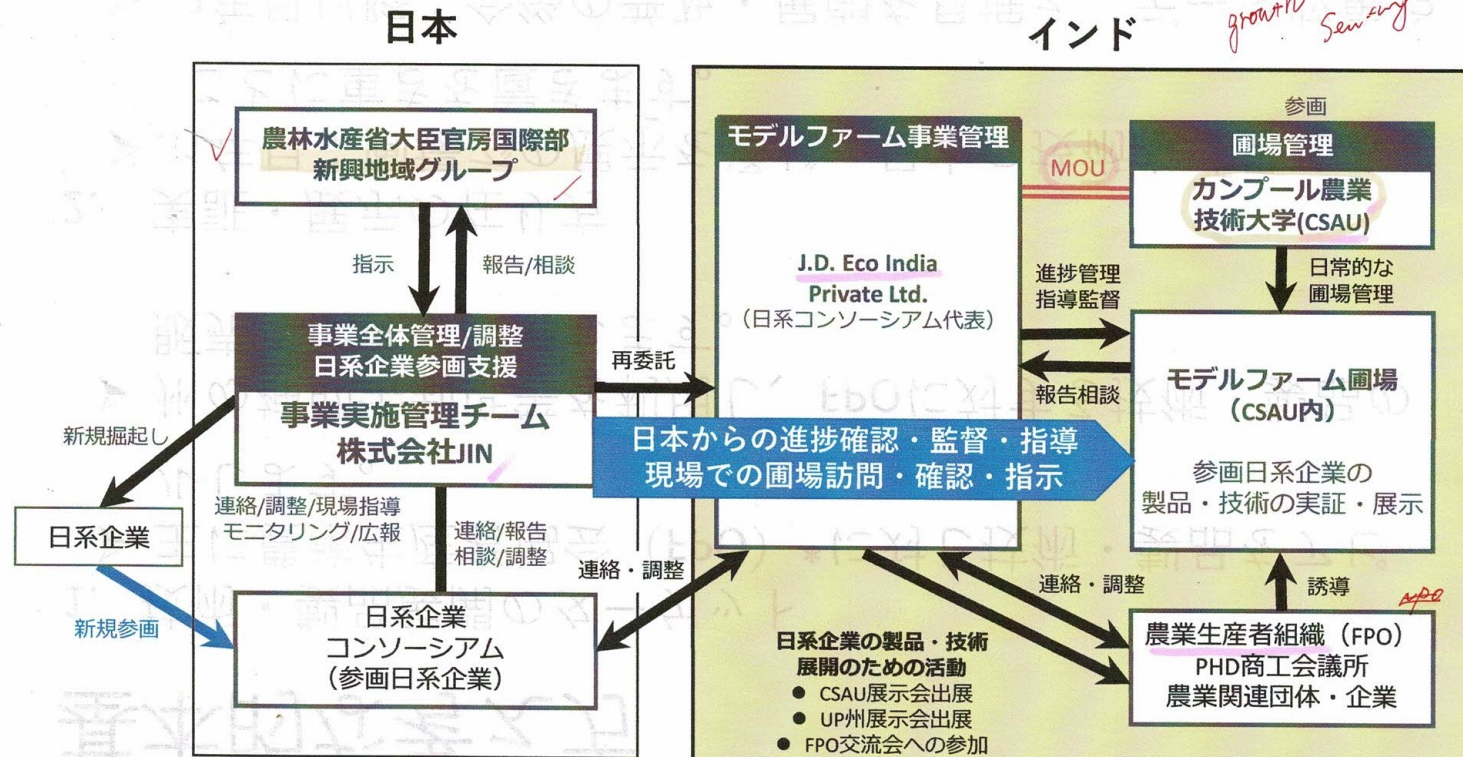 日本
インド
growth
農林水産省大臣官房国際部
新興地域グループ
指示
報告/相談
事業全体管理/調整
日系企業参画支援
事業実施管理チーム
株式会社JIN
新規掘起し
日系企業
新規参画
連絡/調整/現場指導
モニタリング/広報
連絡/報告
相談/調整
日系企業
コンソーシアム
(参画日系企業)
再委託
連絡・調整
日本からの進捗確認・監督・指導
現場での圃場訪問・確認・指示
モデルファーム事業管理
J.D. Eco India
Private Ltd.
(日系コンソーシアム代表)
MOU
参画
圃場管理
カンプール農業
技術大学(CSAU)
進捗管理
指導監督
報告相談
日常的な
圃場管理
モデルファーム圃場
(CSAU内)
参画日系企業の
製品・技術の実証・展示
連絡・調整
誘導
農業生産者組織(FPO)
PHD商工会議所
農業関連団体・企業
日系企業の製品・技術
展開のための活動
● CSAU展示会出展
● UP州展示会出展
● FPO交流会への参加